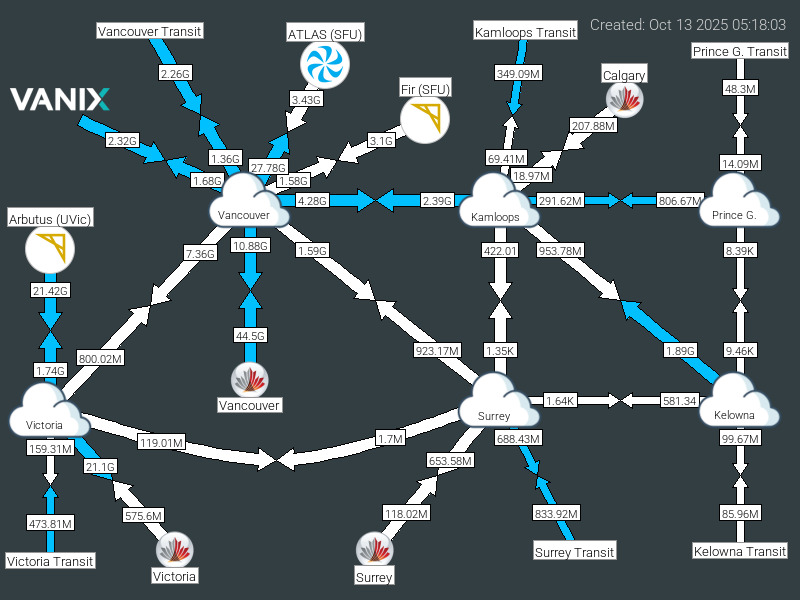 Created: Oct 13 2025 05:18:03
Vancouver Transit
ATLAS (SFU)
Kamloops Transit
Prince G. Transit
2.26G
349.09M
Calgary
48.3M
VANIX
3.43G
Fir (SFU)
207.88M
2.32G
3.1G
1.36G
27.78G
69.41M
14.09M
1.68G
1.58G
18.97M
4.28G
2.39G
291.62M
806.67M
Arbutus (UVic)
Vancouver
Kamloops
Prince G.
7.36G
10.88G
1.59G
422.01
953.78M
8.39K
21.42G
44.5G
1.74G
800.02M
923.17M
1.35K
1.89G
9.46K
Vancouver
1.64K
581.34
Victoria
Surrey
Kelowna
159.31M
119.01M
1.7M
688.43M
99.67M
21.1G
653.58M
473.81M
575.6M
118.02M
833.92M
85.96M
Victoria Transit
Victoria
Surrey
Surrey Transit
Kelowna Transit